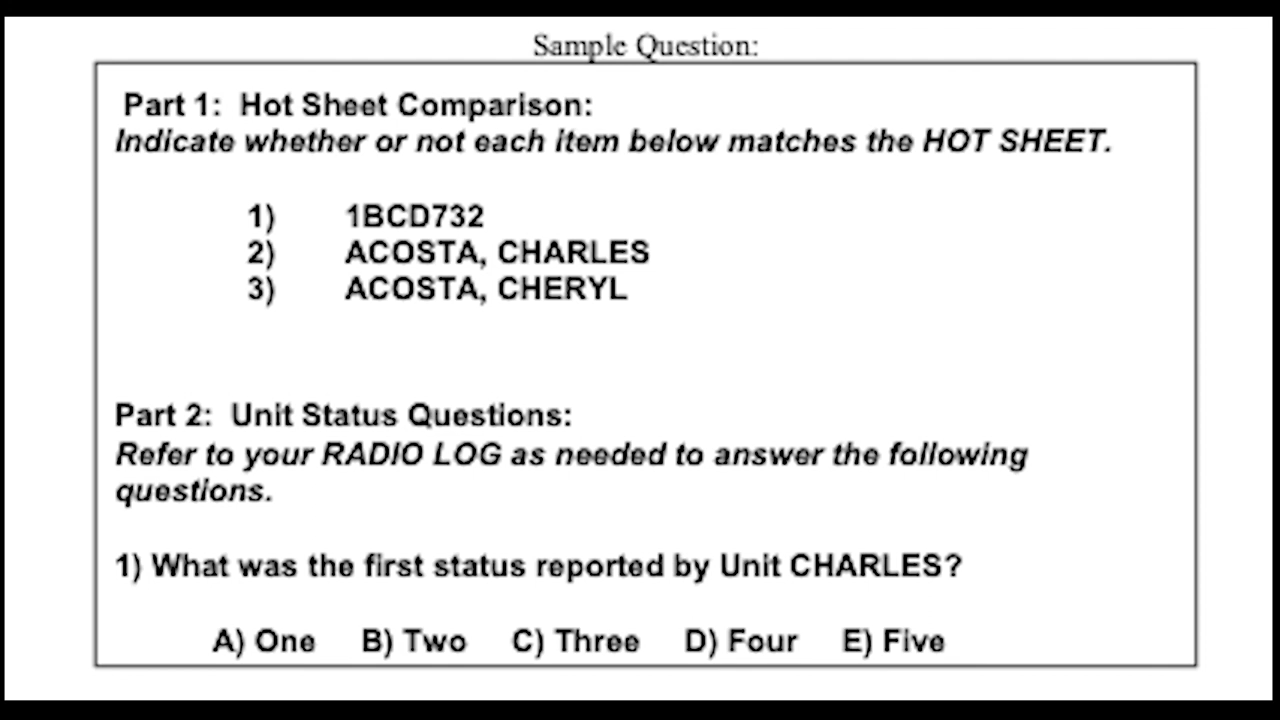 Sample Question:
Part 1: Hot Sheet Comparison:
Indicate whether or not each item below matches the HOT SHEET.
1) 1BCD732
2) ACOSTA, CHARLES
3) ACOSTA, CHERYL
Part 2: Unit Status Questions:
Refer to your RADIO LOG as needed to answer the following
questions.
1) What was the first status reported by Unit CHARLES?
A) One B) Two C) Three D) Four E) Five